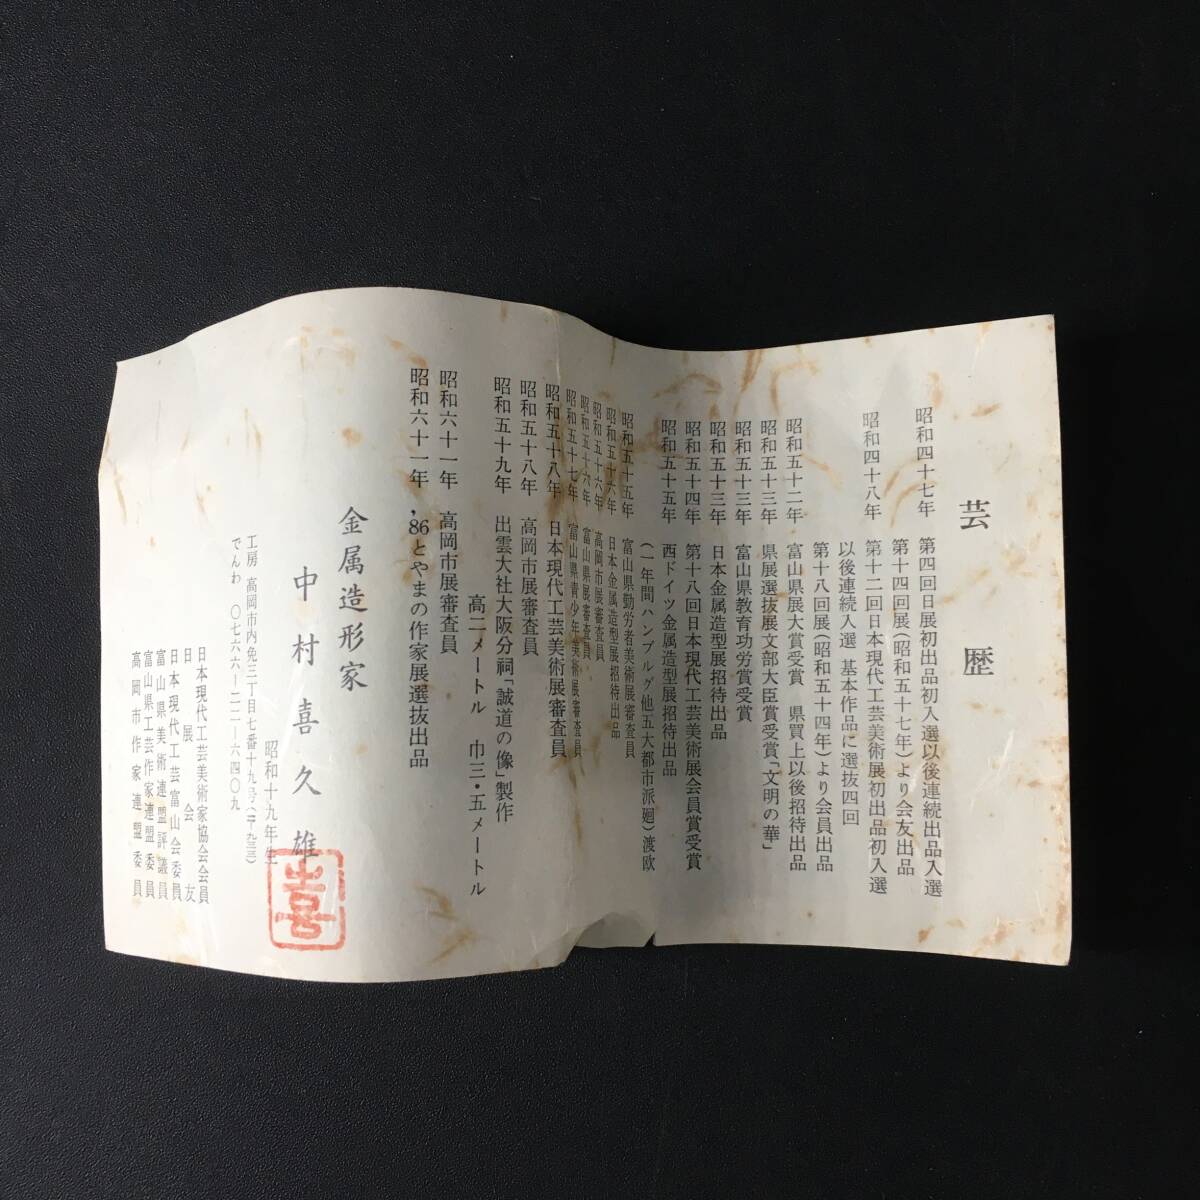 芸歴
昭和四十七年 第四回日展初出品初入選以後連続出品入選
第十四回展(昭和五十七年)より会友出品
昭和四十八年 第十二回日本現代工芸美術展初出品初入選
以後連続入選 基本作品に選抜四回
第十八回展(昭和五十四年)より会員出品
昭和五十二年 富山県展大賞受賞 県買上以後招待出品
昭和五十三年 県展選抜展文部大臣賞受賞「文明の華」
昭和五十三年 富山県教育功労賞受賞
昭和五十三年 日本金属造型展招待出品
昭和五十四年 第十八回日本現代工芸美術展会員賞受賞
昭和五十五年 西ドイツ金属造型展招待出品
(一年間ハンブルグ他五大都市派廻)渡欧
昭和五十五年 富山県勤労者美術展審査員
昭和五十六年 日本金属造型展招待出品
昭和五十六年 高岡市展審査員
昭和五十六年 富山県展審査員
昭和五十七年 富山県青少年美術展審査員
昭和五十八年 日本現代工芸美術展審査員
昭和五十八年 高岡市展審査員
昭和五十九年 出雲大社大阪分祠「誠道の像」製作
高二メートル 巾三・五メートル
昭和六十一年 高岡市展審査員
昭和六十一年 '86とやまの作家展選抜出品
金属造形家
中村喜久雄
喜
昭和十九年生
工房 高岡市内免三丁目七番十九号(〒九三三)
でんわ 〇七六六-二二-六四〇九
日本現代工芸美術家協会会員
日展会友
日本現代工芸富山会委員
富山県美術連盟評議員
富山県工芸作家連盟委員
高岡市作家連盟委員